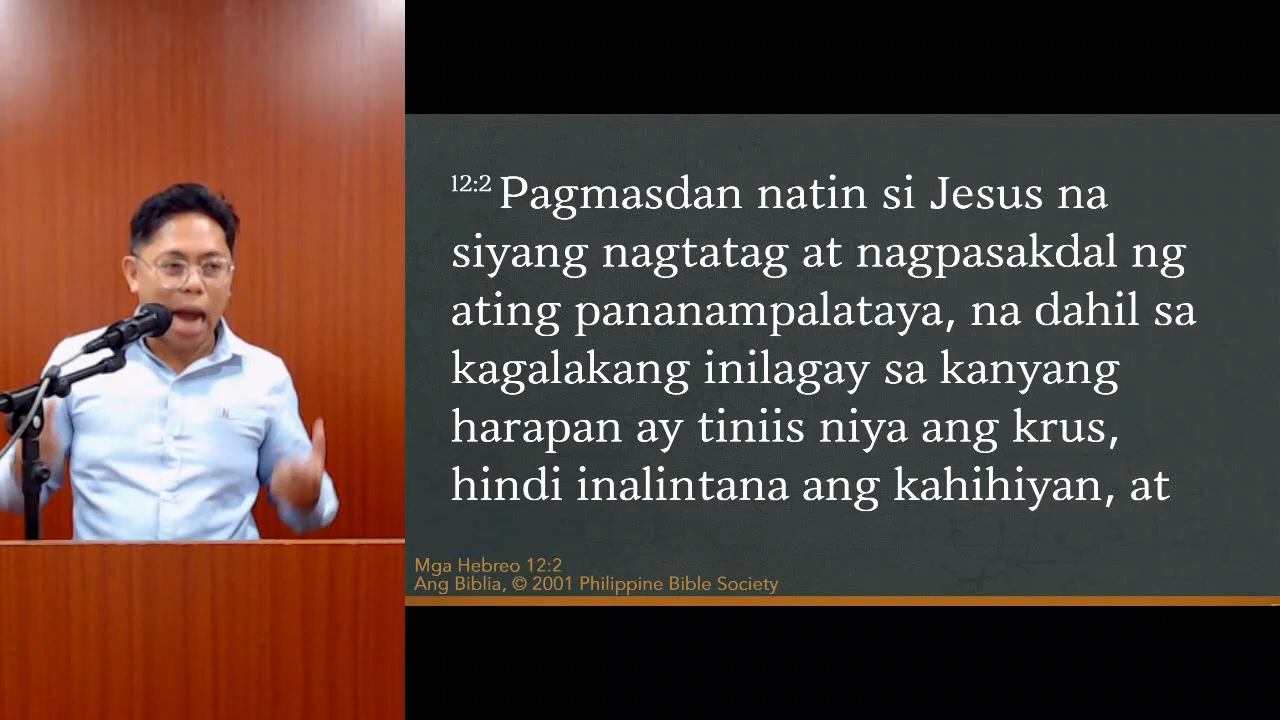 12:2 Pagmasdan natin si Jesus na
siyang nagtatag at nagpasakdal ng
ating pananampalataya, na dahil sa
kagalakang inilagay sa kanyang
harapan ay tiniis niya ang krus,
hindi inalintana ang kahihiyan, at
Mga Hebreo 12:2
Ang Biblia, © 2001 Philippine Bible Society